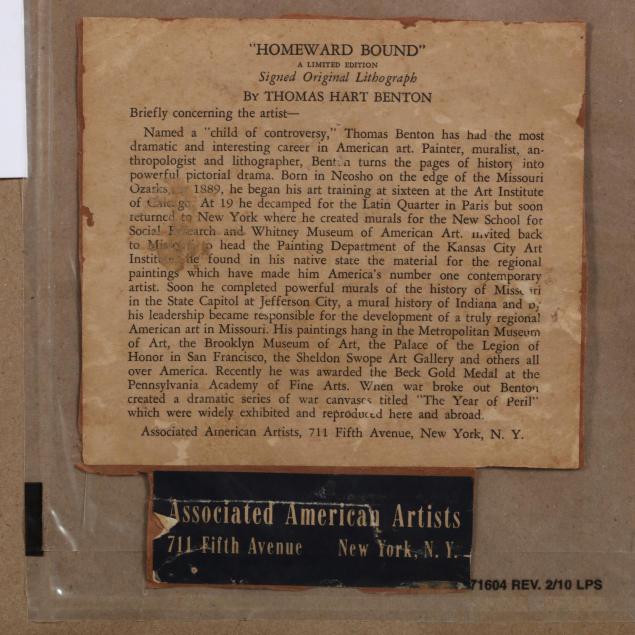 "HOMEWARD BOUND"
A LIMITED EDITION
Signed Original Lithograph
BY THOMAS HART BENTON
Briefly concerning the artist—
Named a "child of controversy," Thomas Benton has had the most
dramatic and interesting career in American art. Painter, muralist, an-
thropologist and lithographer, Benton turns the pages of history into
powerful pictorial drama. Born in Neosho on the edge of the Missouri
Ozarks, 1889, he began his art training at sixteen at the Art Institute
of Chicago. At 19 he decamped for the Latin Quarter in Paris but soon
returned to New York where he created murals for the New School for
Social Research and Whitney Museum of American Art. Invited back
to Missouri to head the Painting Department of the Kansas City Art
Institute he found in his native state the material for the regional
paintings which have made him America's number one contemporary
artist. Soon he completed powerful murals of the history of Missouri
in the State Capitol at Jefferson City, a mural history of Indiana and by
his leadership became responsible for the development of a truly regional
American art in Missouri. His paintings hang in the Metropolitan Museum
of Art, the Brooklyn Museum of Art, the Palace of the Legion of
Honor in San Francisco, the Sheldon Swope Art Gallery and others all
over America. Recently he was awarded the Beck Gold Medal at the
Pennsylvania Academy of Fine Arts. When war broke out Benton
created a dramatic series of war canvases titled "The Year of Peril"
which were widely exhibited and reproduced here and abroad.
Associated American Artists, 711 Fifth Avenue, New York, N. Y.
Associated American Artists
711 Fifth Avenue New York, N. Y.
71604 REV. 2/10 LPS